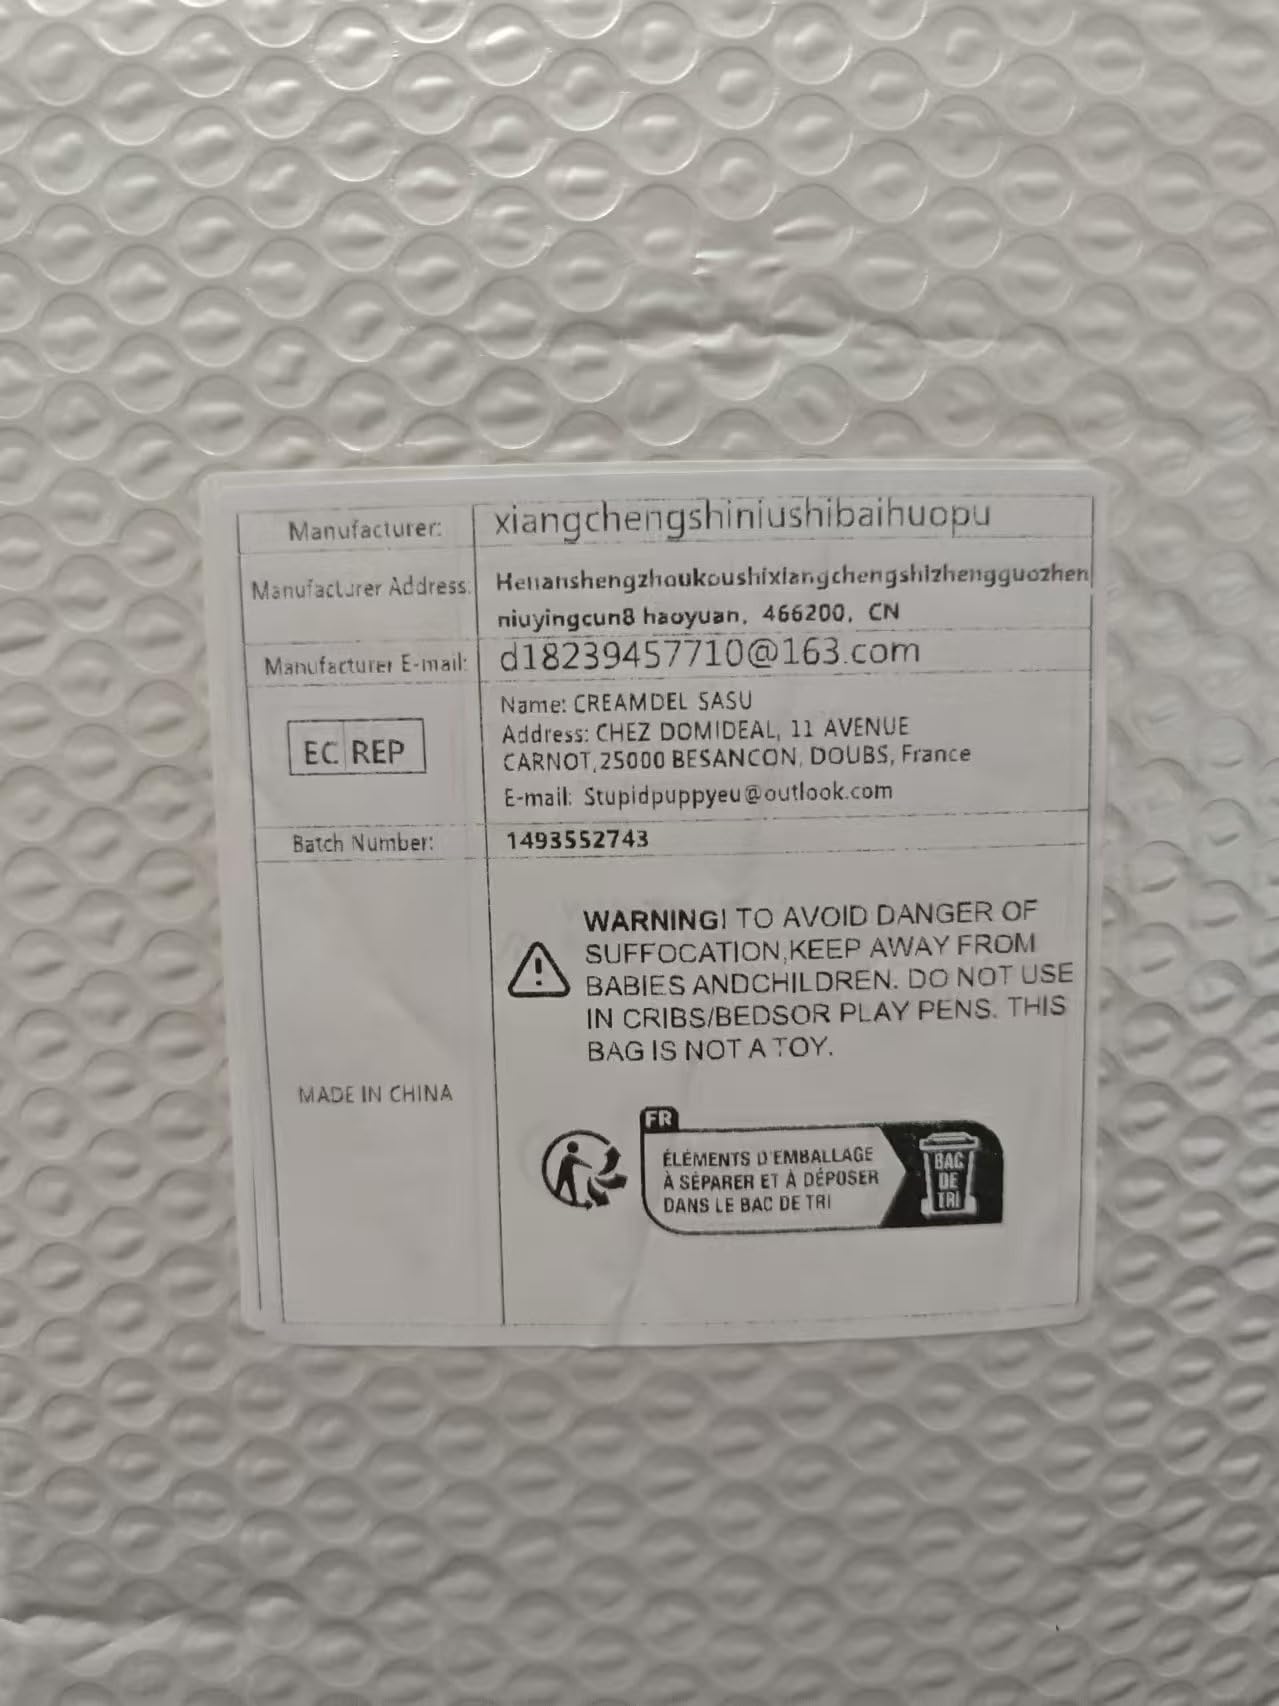 Manufacturer: xiangchengshiniushibaihuopu
Manufacturer Address: Henanshengzhoukoushixiangchengshizhengguozhen
niuyingcun8 haoyuan, 466200, CN
Manufacturer E-mail: d18239457710@163.com
EC REP
Name: CREAMDEL SASU
Address: CHEZ DOMIDEAL, 11 AVENUE
CARNOT,25000 BESANCON, DOUBS, France
E-mail: Stupidpuppyeu@outlook.com
Batch Number: 1493552743
MADE IN CHINA
WARNING! TO AVOID DANGER OF
SUFFOCATION,KEEP AWAY FROM
BABIES ANDCHILDREN. DO NOT USE
IN CRIBS/BEDSOR PLAY PENS. THIS
BAG IS NOT A TOY.
FR
ÉLÉMENTS D'EMBALLAGE
À SÉPARER ET À DÉPOSER
DANS LE BAC DE TRI
BAC
DE
TRI